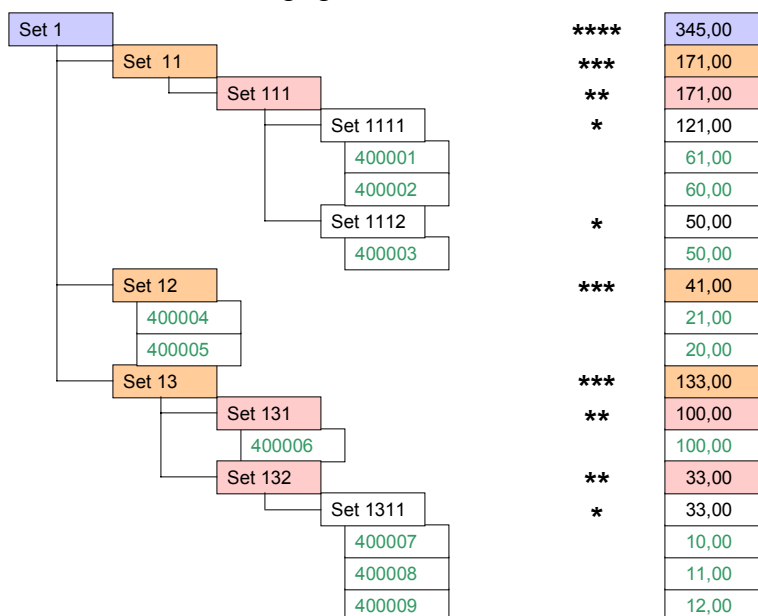 Set 1 **** 345,00
Set 11 *** 171,00
Set 111 ** 171,00
Set 1111 * 121,00
400001 61,00
400002 60,00
Set 1112 * 50,00
400003 50,00
Set 12 *** 41,00
400004 21,00
400005 20,00
Set 13 *** 133,00
Set 131 ** 100,00
400006 100,00
Set 132 ** 33,00
Set 1311 * 33,00
400007 10,00
400008 11,00
400009 12,00